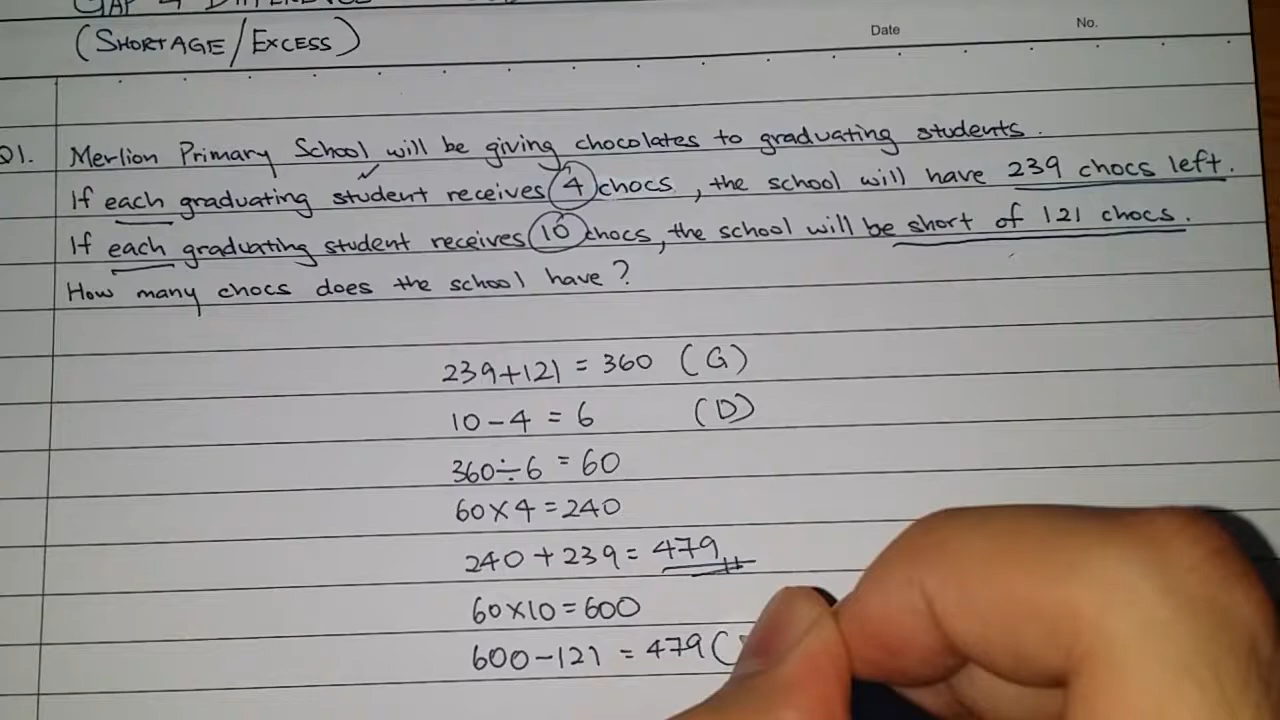 GAP & DIFFERENCE
(SHORTAGE/EXCESS)
Date
No.
Q1. Merlion Primary School will be giving chocolates to graduating students.
If each graduating student receives 4 chocs, the school will have 239 chocs left.
If each graduating student receives 10 chocs, the school will be short of 121 chocs.
How many chocs does the school have?
239+121 = 360 (G)
10-4 = 6 (D)
360÷6 = 60
60×4 = 240
240 + 239 = 479
60×10 = 600
600-121 = 479 (